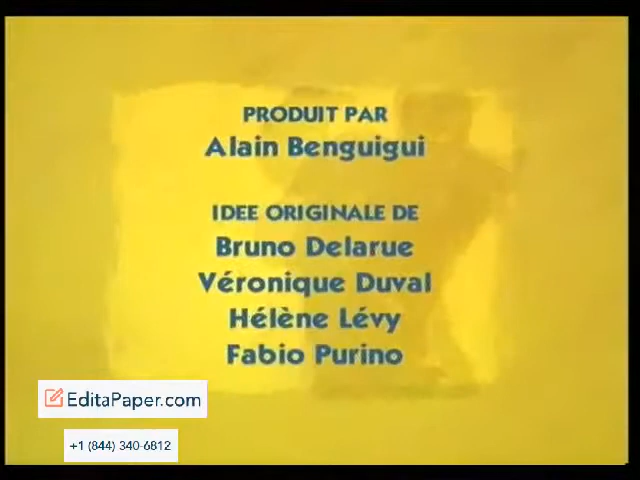 PRODUIT PAR
Alain Benguigui
IDEE ORIGINALE DE
Bruno Delarue
Véronique Duval
Hélène Lévy
Fabio Purino
EditaPaper.com
+1 (844) 340-6812